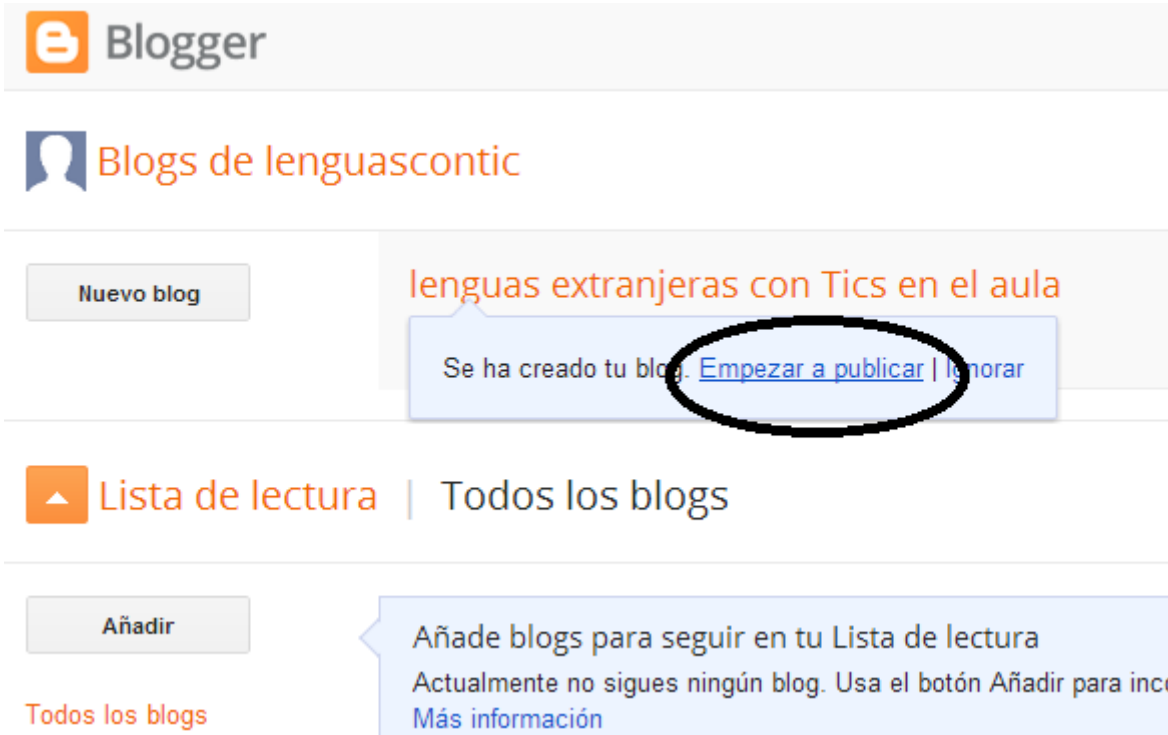 Blogger
Blogs de lenguascontic
Nuevo blog
lenguas extranjeras con Tics en el aula
Se ha creado tu blog. Empezar a publicar | Ignorar
Lista de lectura | Todos los blogs
Añadir
Añade blogs para seguir en tu Lista de lectura
Actualmente no sigues ningún blog. Usa el botón Añadir para
Todos los blogs
Más información